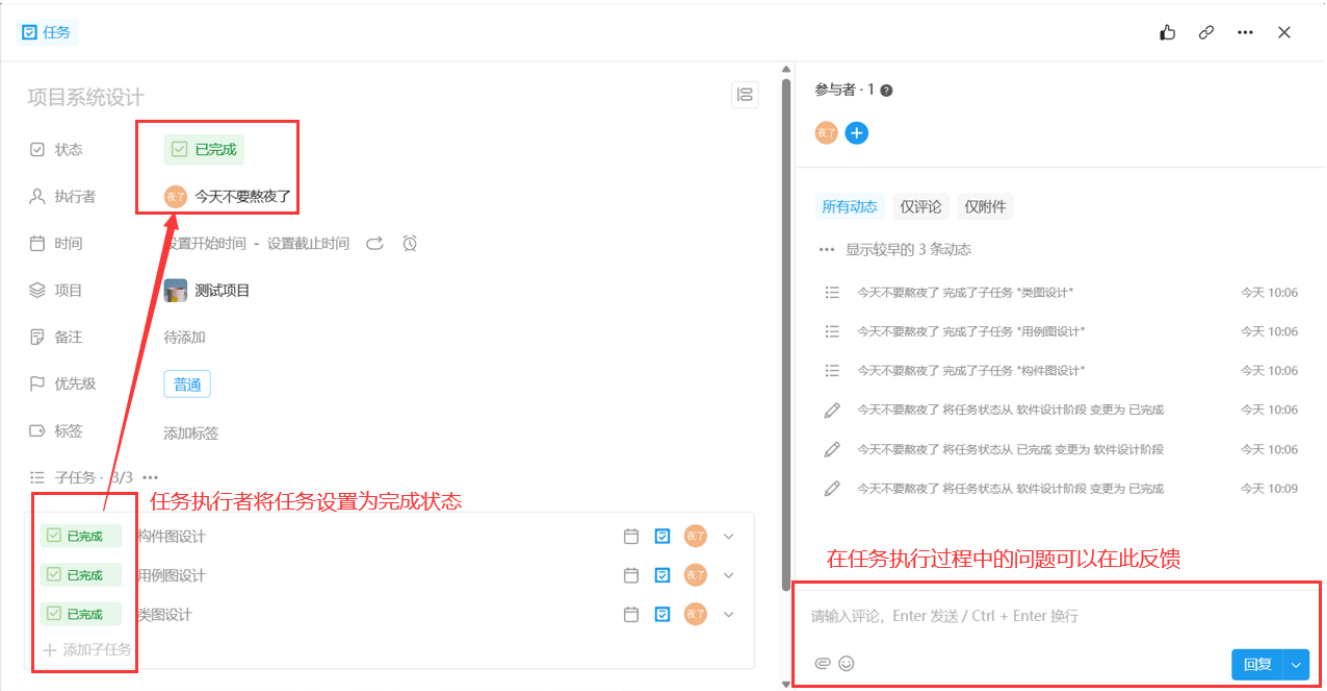 任务
项目系统设计
状态
已完成
执行者
夜了
今天不要熬夜了
时间
设置开始时间 - 设置截止时间
项目
测试项目
备注
待添加
优先级
普通
标签
添加标签
子任务 · 3/3
任务执行者将任务设置为完成状态
已完成 构件图设计 夜了
已完成 用例图设计 夜了
已完成 类图设计 夜了
添加子任务
参与者 · 1
夜了
所有动态 仅评论 仅附件
显示较早的 3 条动态
今天不要熬夜了 完成了子任务 "类图设计" 今天 10:06
今天不要熬夜了 完成了子任务 "用例图设计" 今天 10:06
今天不要熬夜了 完成了子任务 "构件图设计" 今天 10:06
今天不要熬夜了 将任务状态从 软件设计阶段 变更为 已完成 今天 10:06
今天不要熬夜了 将任务状态从 已完成 变更为 软件设计阶段 今天 10:06
今天不要熬夜了 将任务状态从 软件设计阶段 变更为 已完成 今天 10:09
在任务执行过程中的问题可以在此反馈
请输入评论，Enter 发送 / Ctrl + Enter 换行
回复